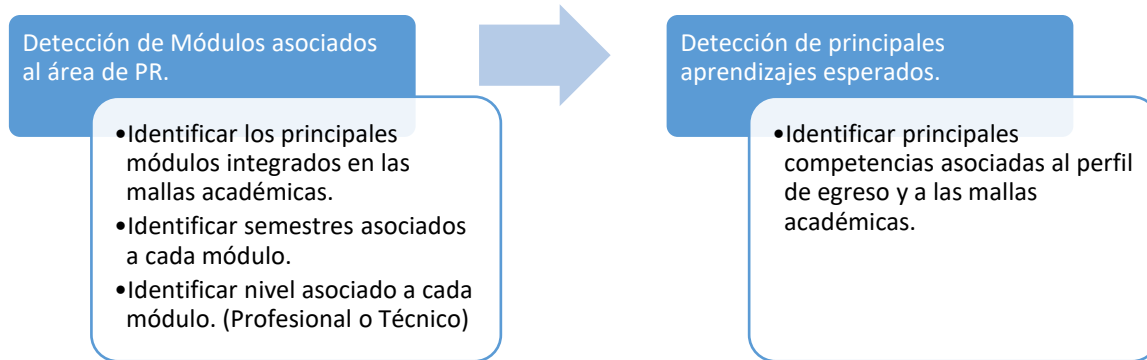 Detección de Módulos asociados
al área de PR.
•Identificar los principales
módulos integrados en las
mallas académicas.
•Identificar semestres asociados
a cada módulo.
•Identificar nivel asociado a cada
módulo. (Profesional o Técnico)
Detección de principales
aprendizajes esperados.
•Identificar principales
competencias asociadas al perfil
de egreso y a las mallas
académicas.